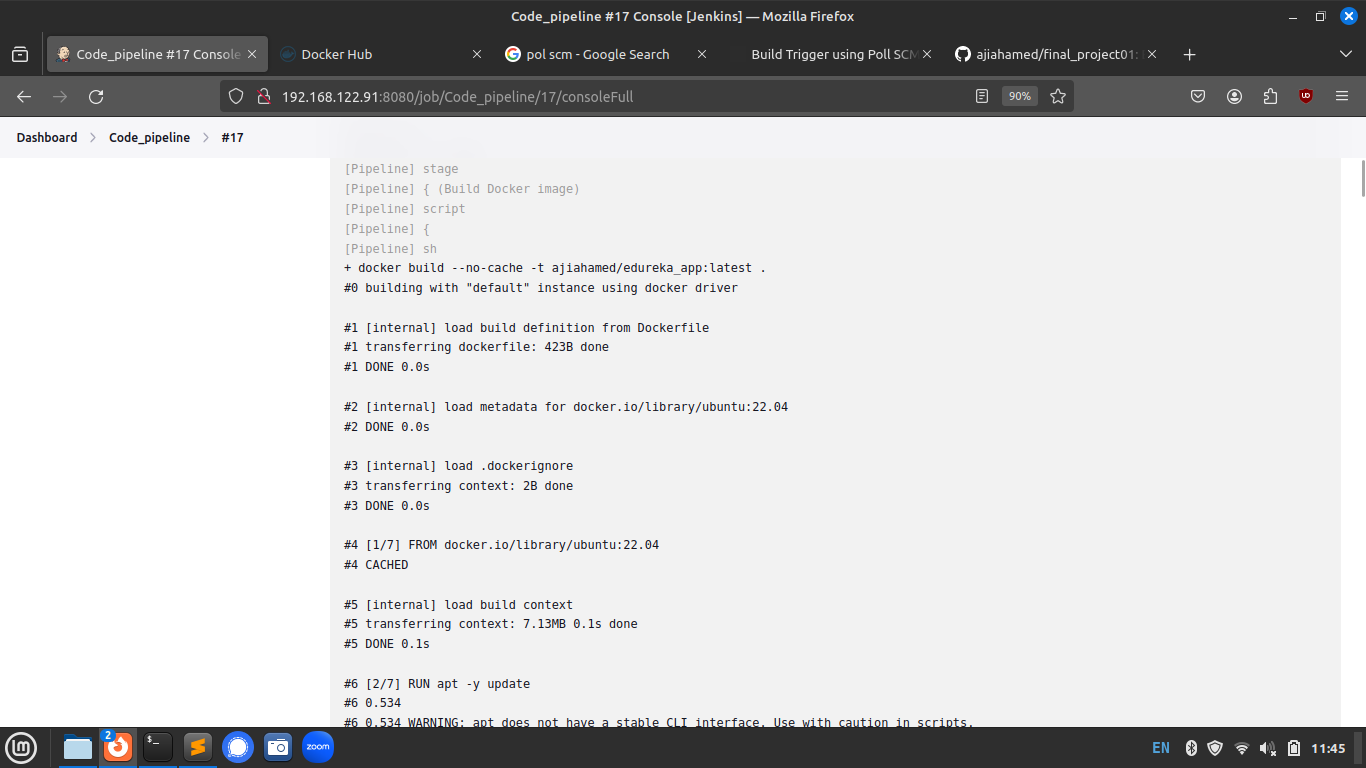 Code_pipeline #17 Console [Jenkins] — Mozilla Firefox
Code_pipeline #17 Console
Docker Hub
pol scm - Google Search
Build Trigger using Poll SCM
ajiahamed/final_project01:
192.168.122.91:8080/job/Code_pipeline/17/consoleFull
90%
Dashboard
Code_pipeline
#17
[Pipeline] stage
[Pipeline] { (Build Docker image)
[Pipeline] script
[Pipeline] {
[Pipeline] sh
+ docker build --no-cache -t ajiahamed/edureka_app:latest .
#0 building with "default" instance using docker driver
#1 [internal] load build definition from Dockerfile
#1 transferring dockerfile: 423B done
#1 DONE 0.0s
#2 [internal] load metadata for docker.io/library/ubuntu:22.04
#2 DONE 0.0s
#3 [internal] load .dockerignore
#3 transferring context: 2B done
#3 DONE 0.0s
#4 [1/7] FROM docker.io/library/ubuntu:22.04
#4 CACHED
#5 [internal] load build context
#5 transferring context: 7.13MB 0.1s done
#5 DONE 0.1s
#6 [2/7] RUN apt -y update
#6 0.534
#6 0.534 WARNING: apt does not have a stable CLI interface. Use with caution in scripts.
2
$_
zoom
EN
11:45